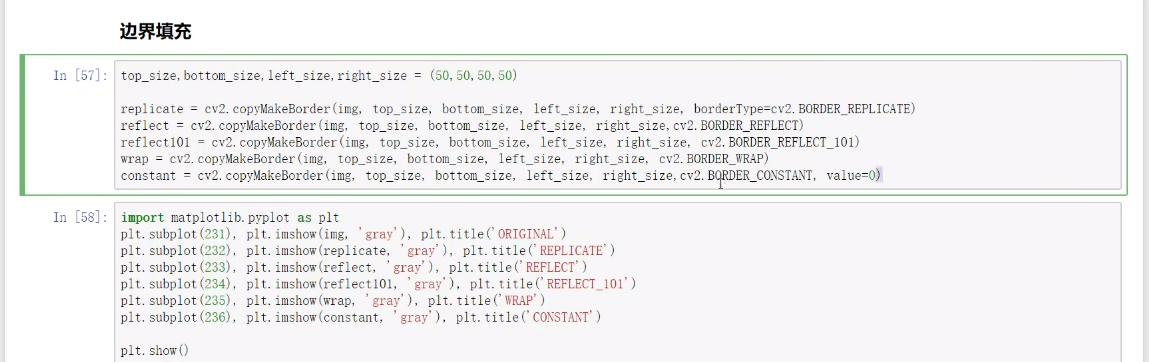 边界填充
In [57]:
top_size,bottom_size,left_size,right_size = (50,50,50,50)
replicate = cv2.copyMakeBorder(img, top_size, bottom_size, left_size, right_size, borderType=cv2.BORDER_REPLICATE)
reflect = cv2.copyMakeBorder(img, top_size, bottom_size, left_size, right_size,cv2.BORDER_REFLECT)
reflect101 = cv2.copyMakeBorder(img, top_size, bottom_size, left_size, right_size, cv2.BORDER_REFLECT_101)
wrap = cv2.copyMakeBorder(img, top_size, bottom_size, left_size, right_size, cv2.BORDER_WRAP)
constant = cv2.copyMakeBorder(img, top_size, bottom_size, left_size, right_size,cv2.BORDER_CONSTANT, value=0)
In [58]:
import matplotlib.pyplot as plt
plt.subplot(231), plt.imshow(img, 'gray'), plt.title('ORIGINAL')
plt.subplot(232), plt.imshow(replicate, 'gray'), plt.title('REPLICATE')
plt.subplot(233), plt.imshow(reflect, 'gray'), plt.title('REFLECT')
plt.subplot(234), plt.imshow(reflect101, 'gray'), plt.title('REFLECT_101')
plt.subplot(235), plt.imshow(wrap, 'gray'), plt.title('WRAP')
plt.subplot(236), plt.imshow(constant, 'gray'), plt.title('CONSTANT')
plt.show()